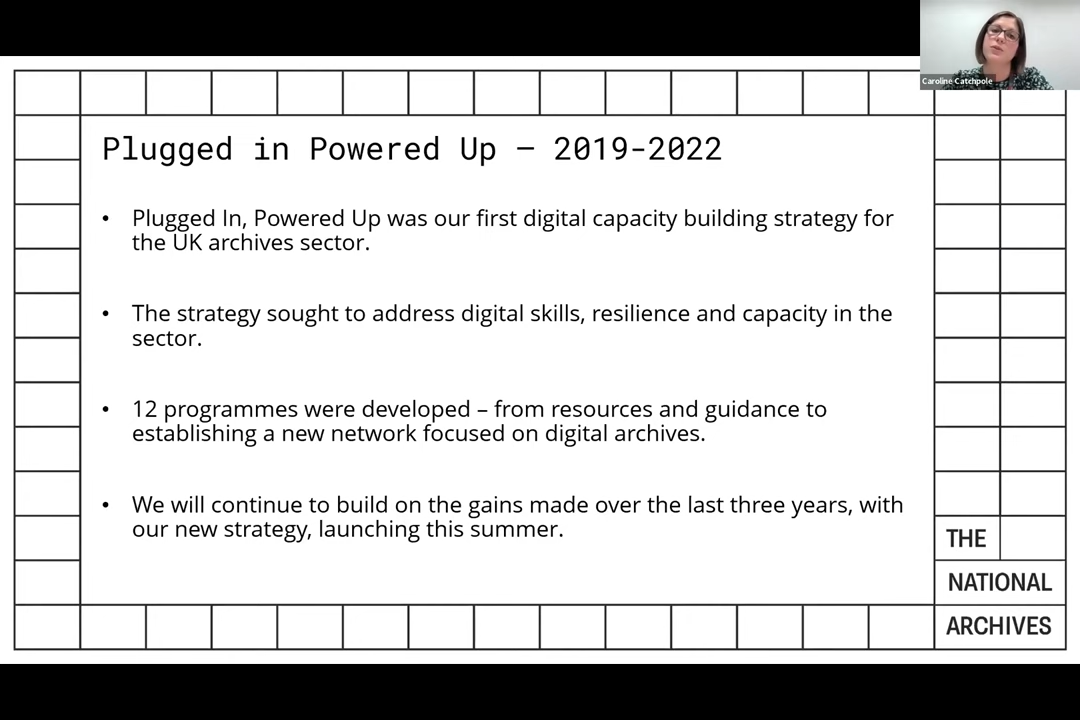 Caroline Catchpole
Plugged in Powered Up – 2019-2022
• Plugged In, Powered Up was our first digital capacity building strategy for
the UK archives sector.
• The strategy sought to address digital skills, resilience and capacity in the
sector.
• 12 programmes were developed – from resources and guidance to
establishing a new network focused on digital archives.
• We will continue to build on the gains made over the last three years, with
our new strategy, launching this summer.
THE
NATIONAL
ARCHIVES